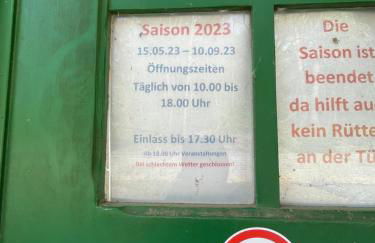 Saison 2023
15.05.23 – 10.09.23
Öffnungszeiten
Täglich von 10.00 bis
18.00 Uhr
Einlass bis 17.30 Uhr
Ab 18.00 Uhr Veranstaltungen
Bei schlechtem Wetter geschlossen!
Die
Saison ist
beendet
da hilft au
kein Rütte
an der Tü